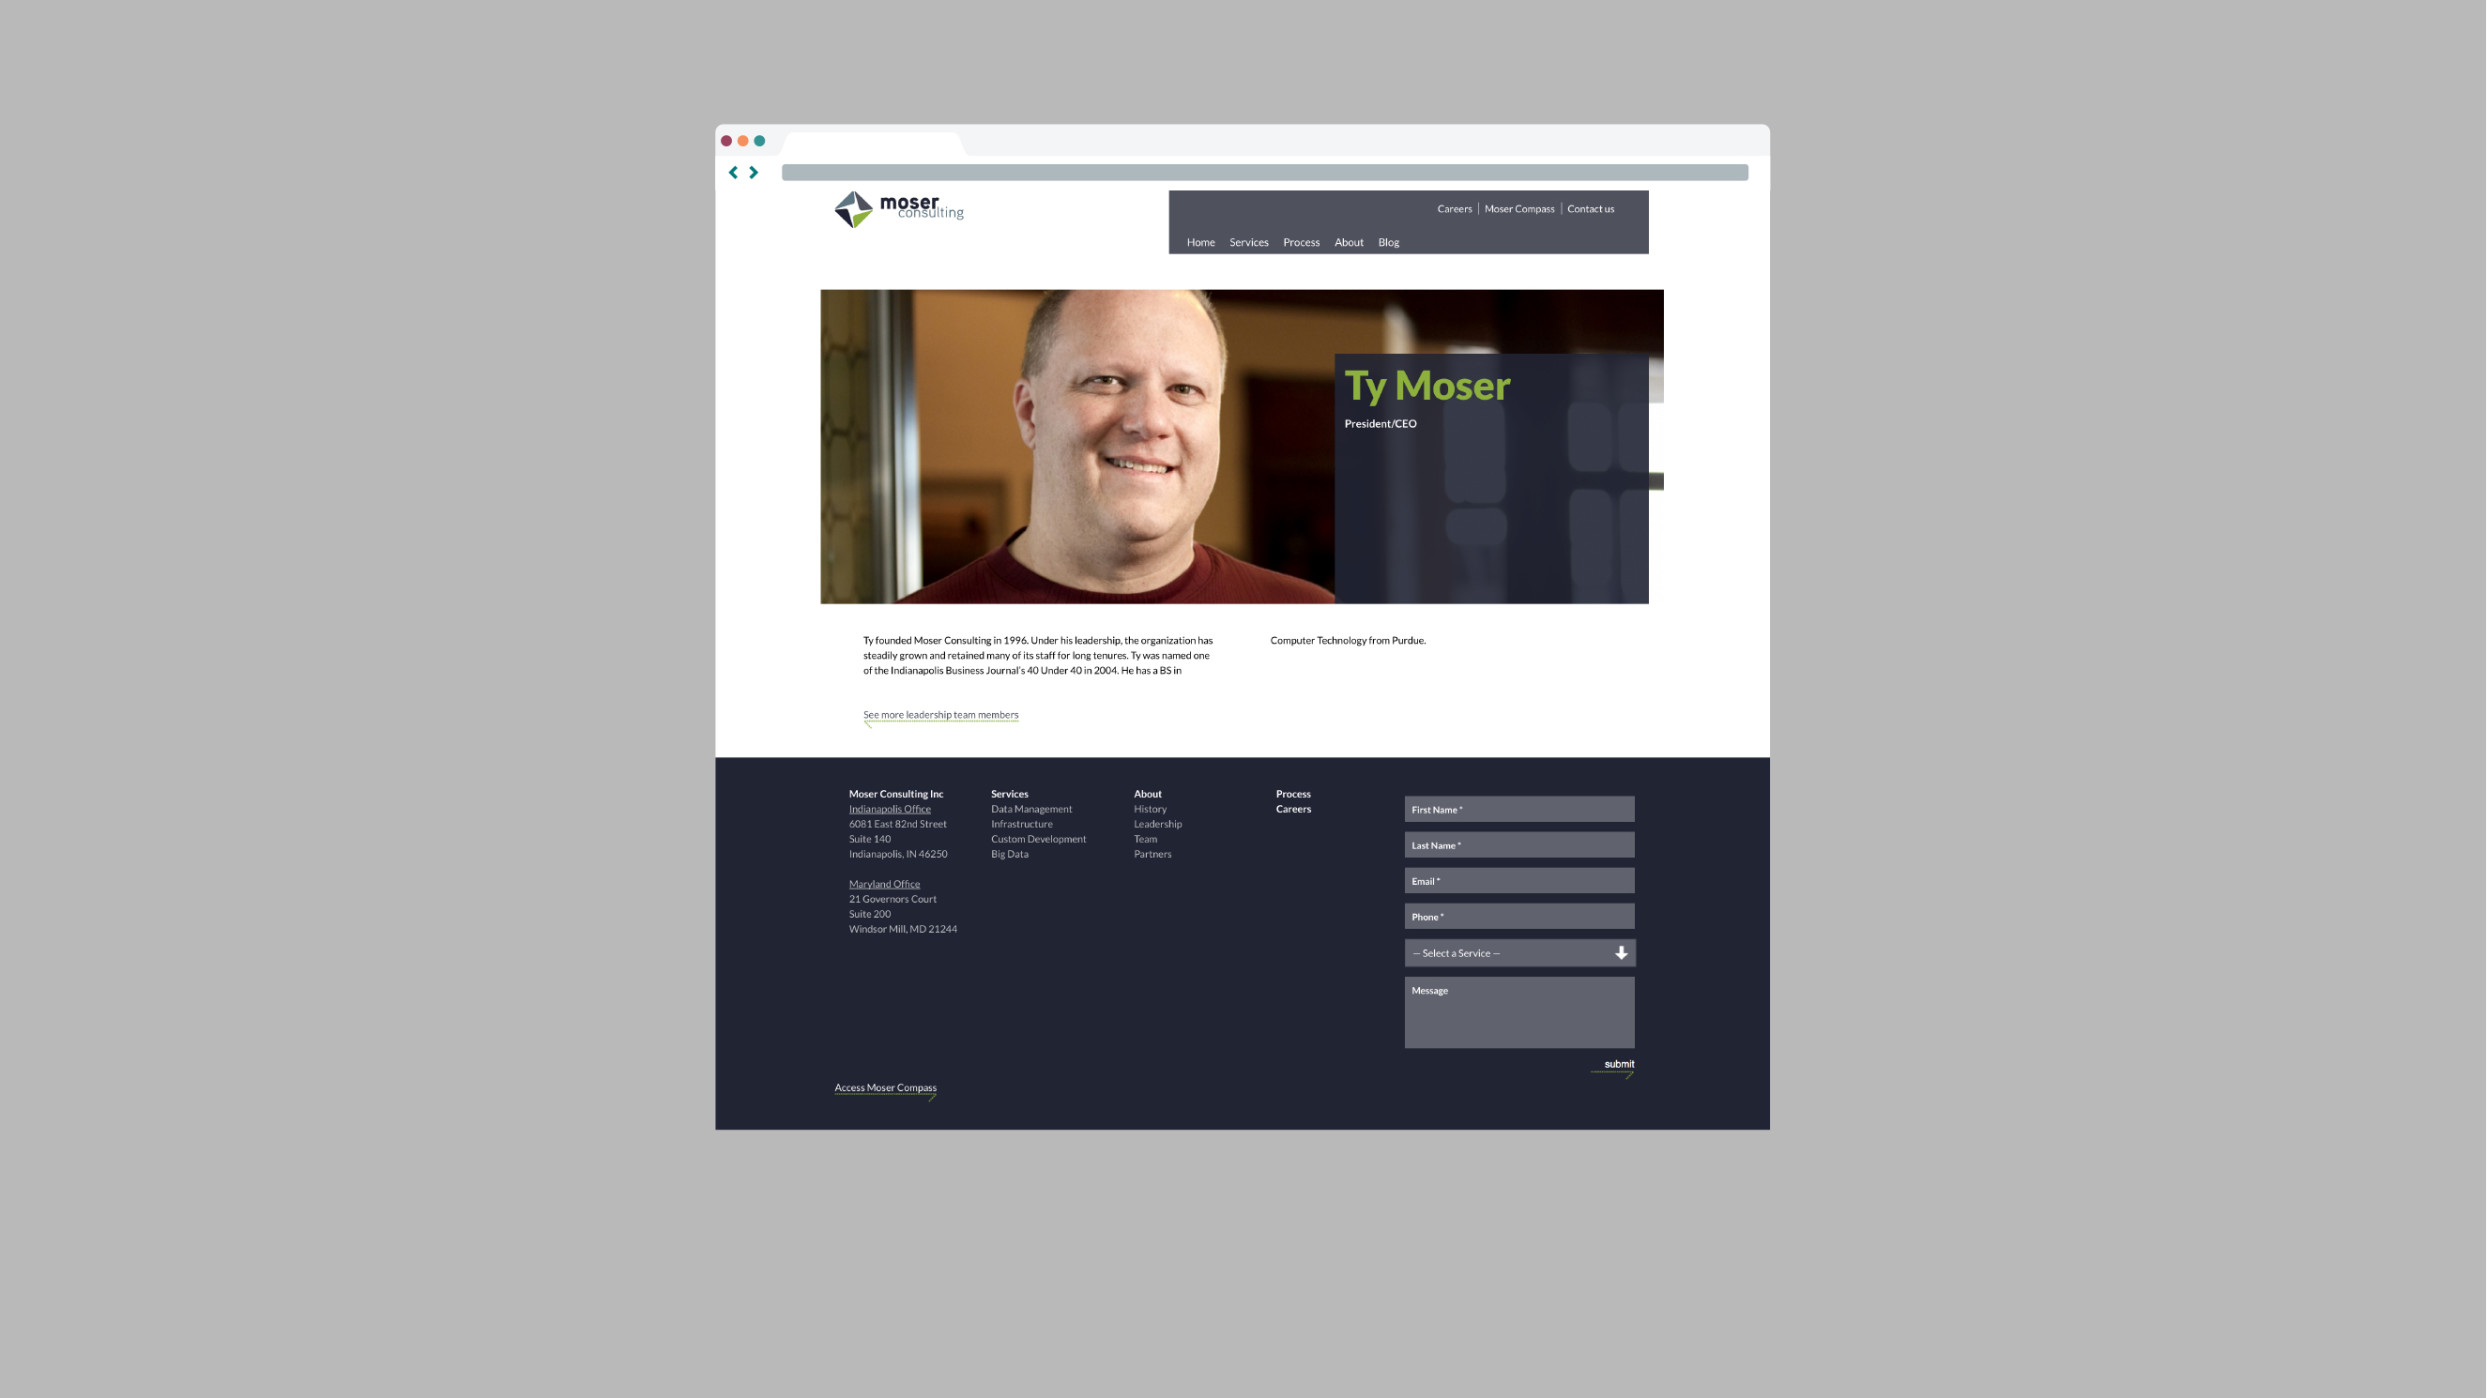 moser
consulting
Careers | Moser Compass | Contact us
Home Services Process About Blog
Ty Moser
President/CEO
Ty founded Moser Consulting in 1996. Under his leadership, the organization has
steadily grown and retained many of its staff for long tenures. Ty was named one
of the Indianapolis Business Journal's 40 Under 40 in 2004. He has a BS in
Computer Technology from Purdue.
See more leadership team members
Moser Consulting Inc
Indianapolis Office
6081 East 82nd Street
Suite 140
Indianapolis, IN 46250
Maryland Office
21 Governors Court
Suite 200
Windsor Mill, MD 21244
Services
Data Management
Infrastructure
Custom Development
Big Data
About
History
Leadership
Team
Partners
Process
Careers
First Name *
Last Name *
Email *
Phone *
— Select a Service —
Message
submit
Access Moser Compass